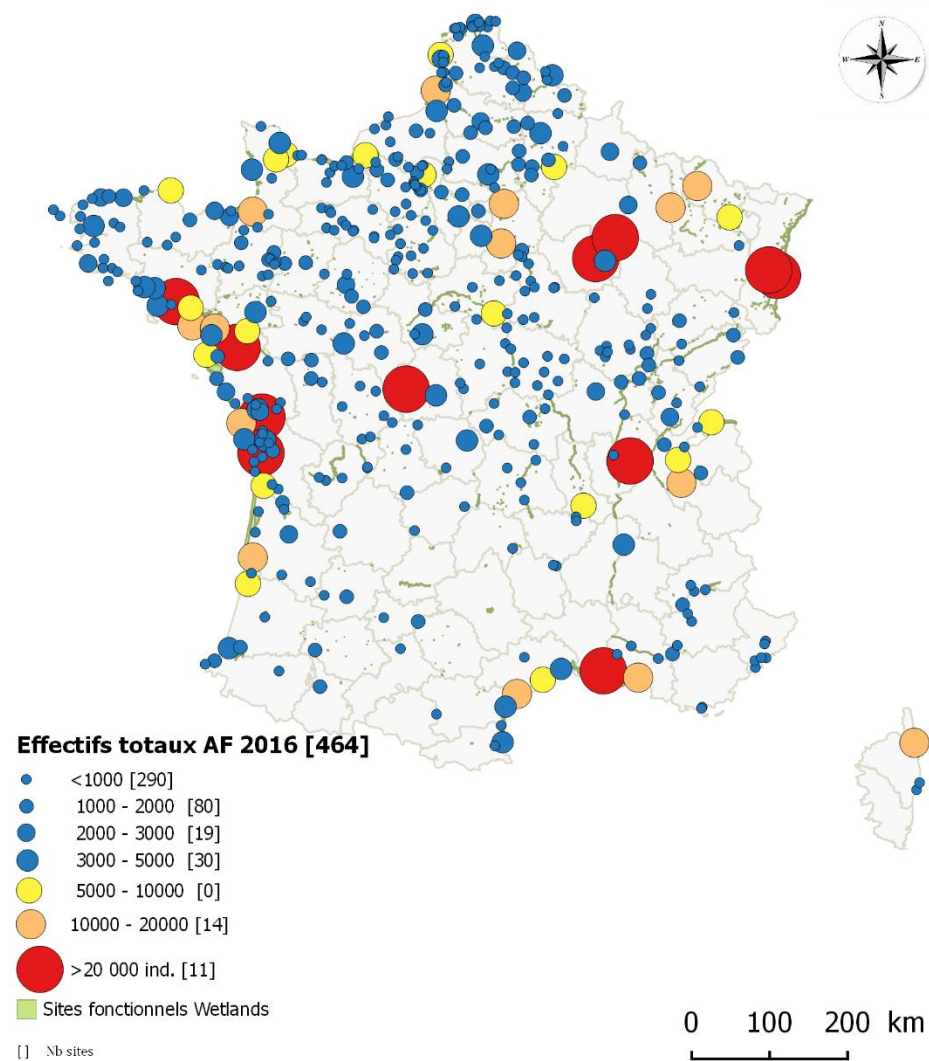 N
W E
S
Effectifs totaux AF 2016 [464]
<1000 [290]
1000 - 2000 [80]
2000 - 3000 [19]
3000 - 5000 [30]
5000 - 10000 [0]
10000 - 20000 [14]
>20 000 ind. [11]
Sites fonctionnels Wetlands
[ ] Nb sites
0 100 200 km